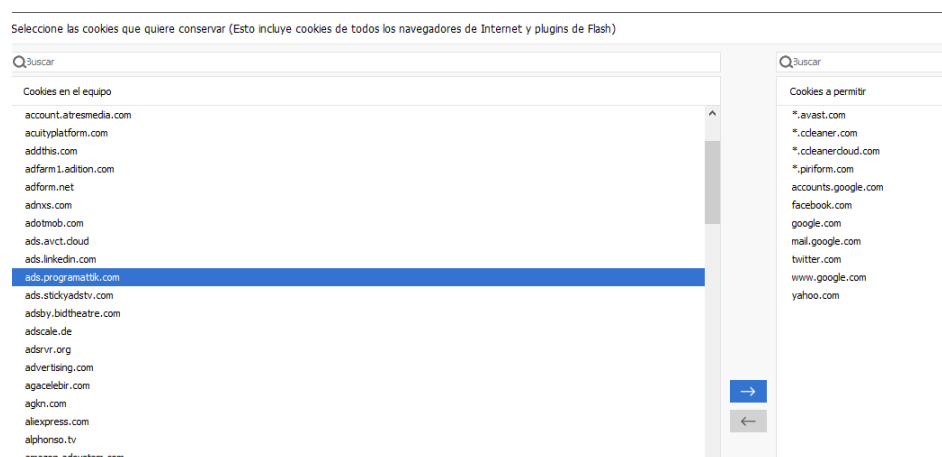 Seleccione las cookies que quiere conservar (Esto incluye cookies de todos los navegadores de Internet y plugins de Flash)
Buscar
Cookies en el equipo
account.atresmedia.com
acuityplatform.com
addthis.com
adfarm1.adition.com
adform.net
adnxs.com
adotmob.com
ads.avct.cloud
ads.linkedin.com
ads.programattik.com
ads.stickyadstv.com
adsby.bidtheatre.com
adscale.de
adsrvr.org
advertising.com
agacelebir.com
agkn.com
aliexpress.com
alphonso.tv
Buscar
Cookies a permitir
*.avast.com
*.ccleaner.com
*.ccleanercloud.com
*.piriform.com
accounts.google.com
facebook.com
google.com
mail.google.com
twitter.com
www.google.com
yahoo.com